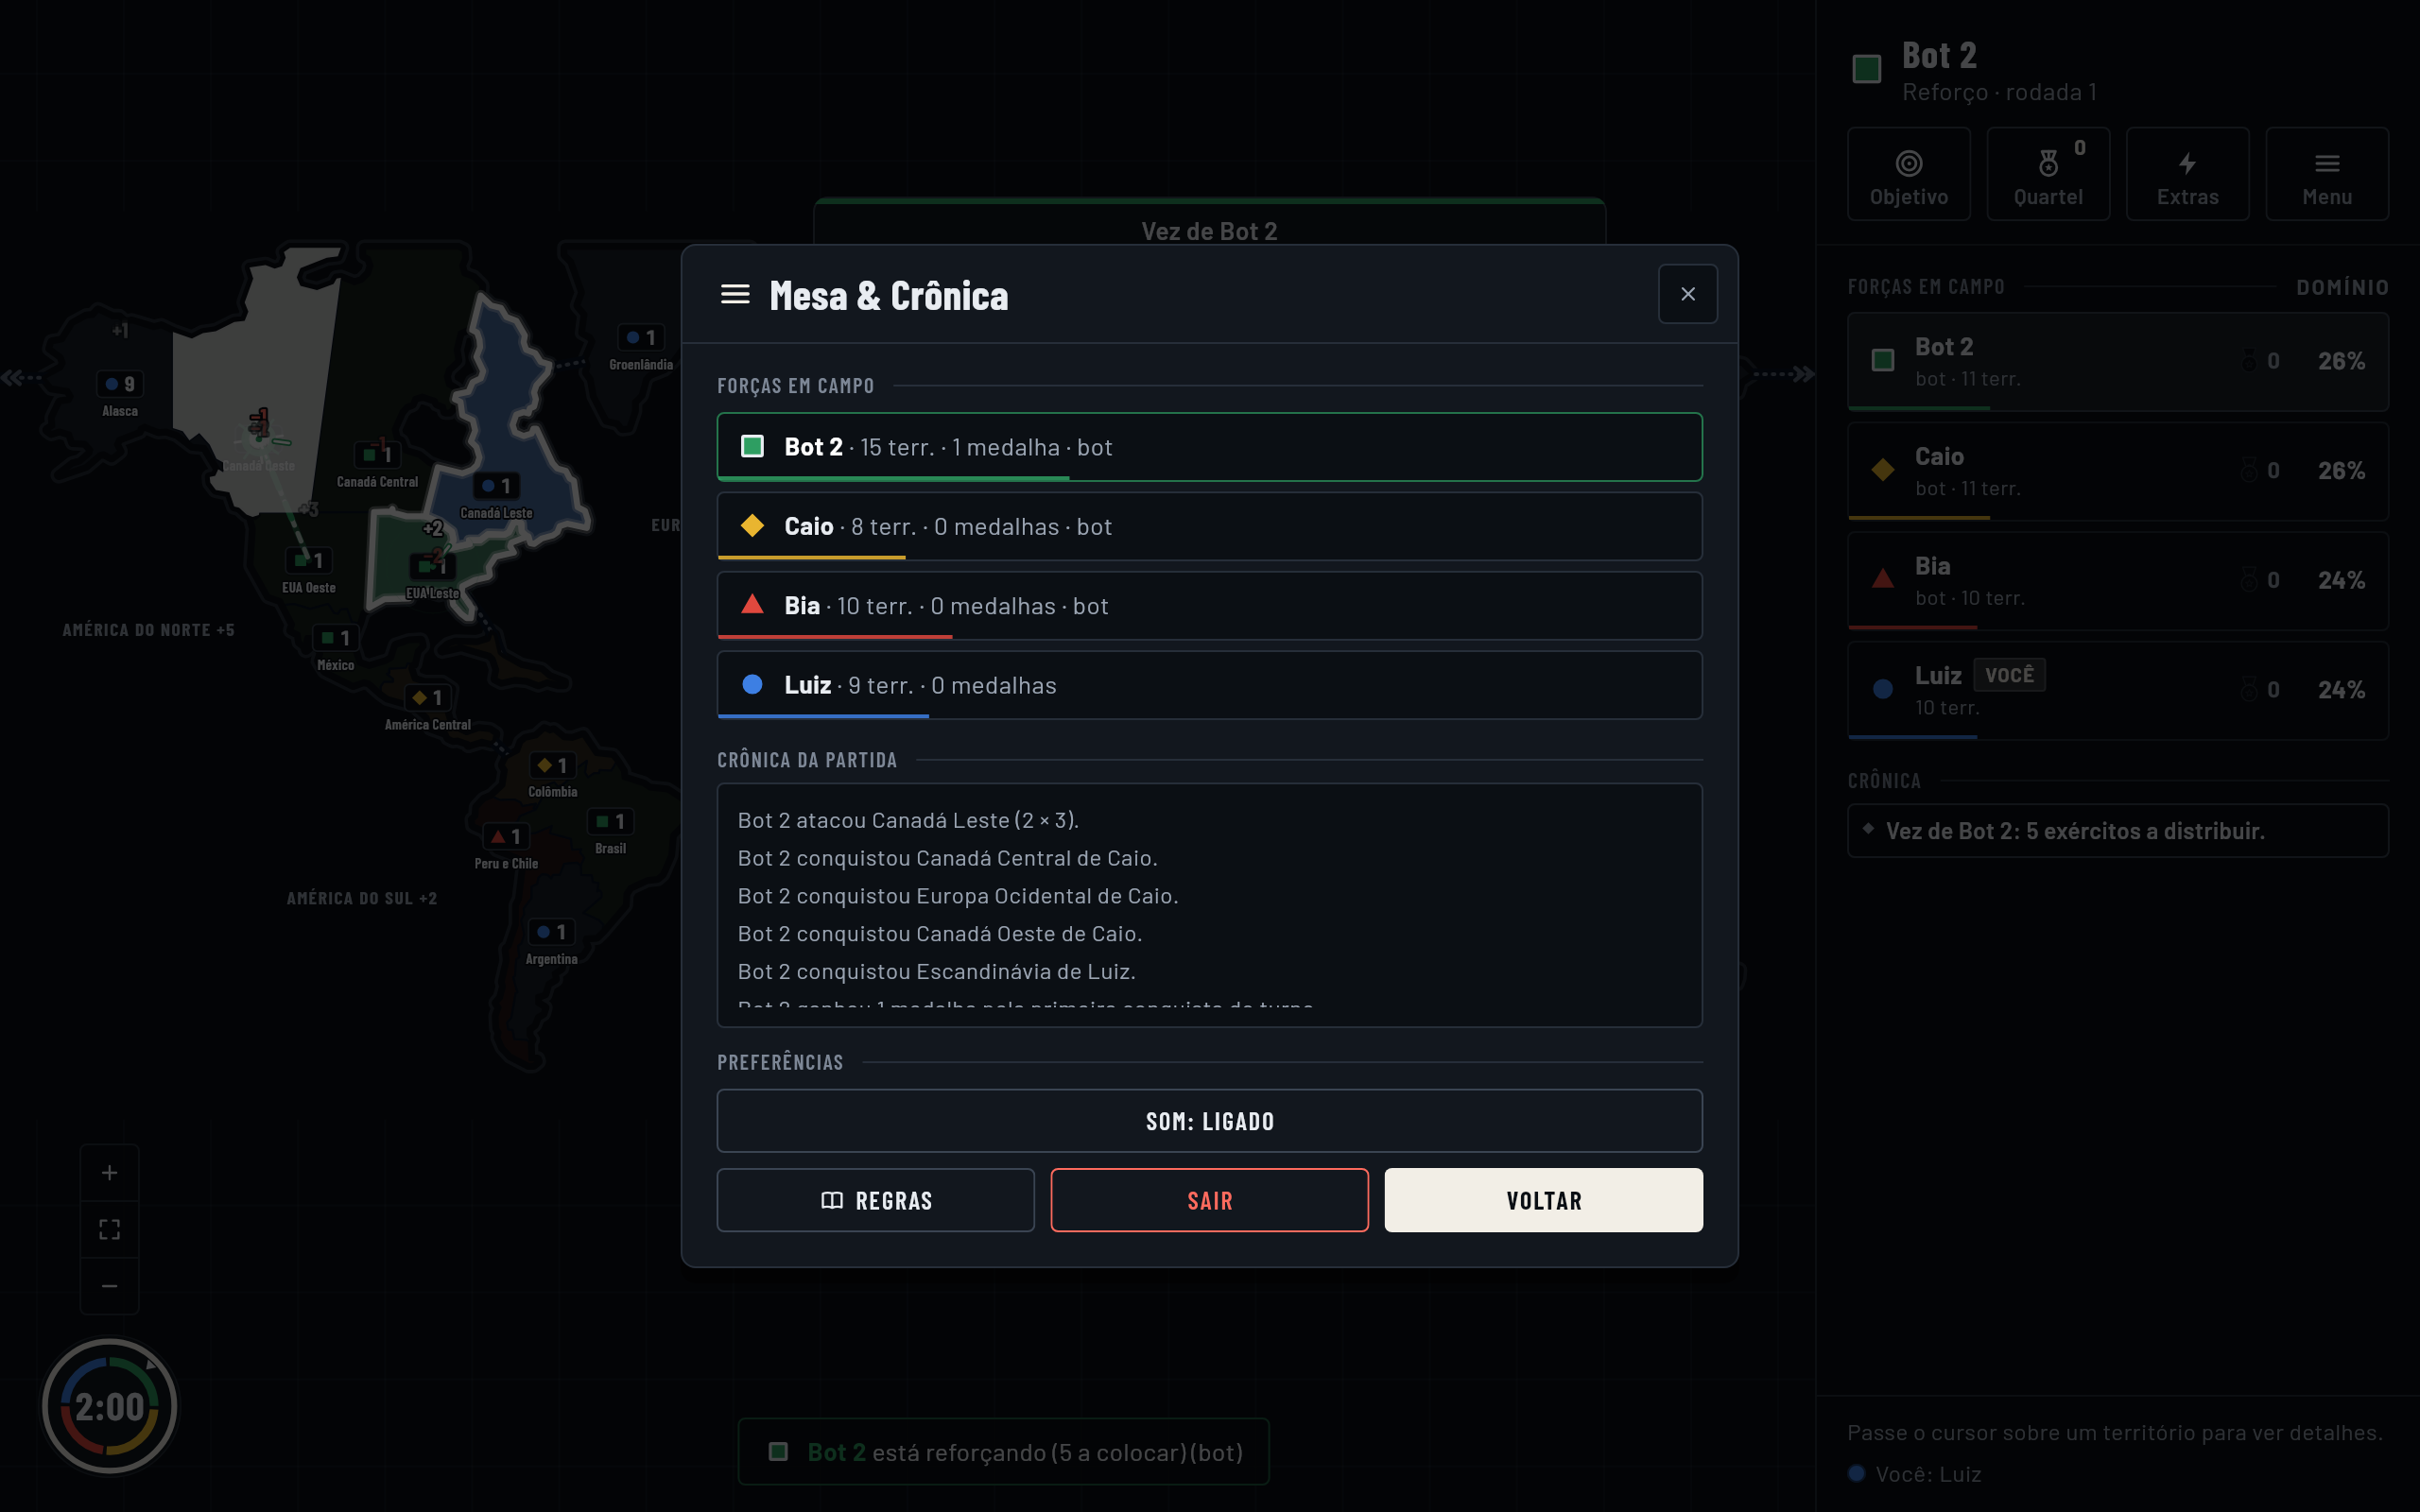 Bot 2
Reforço · rodada 1
Objetivo
0
Quartel
Extras
Menu
Vez de Bot 2
Mesa & Crônica
FORÇAS EM CAMPO
Bot 2 · 15 terr. · 1 medalha · bot
Caio · 8 terr. · 0 medalhas · bot
Bia · 10 terr. · 0 medalhas · bot
Luiz · 9 terr. · 0 medalhas
CRÔNICA DA PARTIDA
Bot 2 atacou Canadá Leste (2 × 3).
Bot 2 conquistou Canadá Central de Caio.
Bot 2 conquistou Europa Ocidental de Caio.
Bot 2 conquistou Canadá Oeste de Caio.
Bot 2 conquistou Escandinávia de Luiz.
PREFERÊNCIAS
SOM: LIGADO
REGRAS
SAIR
VOLTAR
+1
9
Alasca
1
Groenlândia
-1
Canadá Oeste
-1
1
Canadá Central
1
Canadá Leste
+3
1
EUA Oeste
+2
-2
1
EUA Leste
EUR
AMÉRICA DO NORTE +5
1
México
1
América Central
1
Colômbia
1
Brasil
1
Peru e Chile
AMÉRICA DO SUL +2
1
Argentina
+
−
2:00
Bot 2 está reforçando (5 a colocar) (bot)
FORÇAS EM CAMPO
DOMÍNIO
Bot 2
bot · 11 terr.
0
26%
Caio
bot · 11 terr.
0
26%
Bia
bot · 10 terr.
0
24%
Luiz VOCÊ
10 terr.
0
24%
CRÔNICA
Vez de Bot 2: 5 exércitos a distribuir.
Passe o cursor sobre um território para ver detalhes.
Você: Luiz